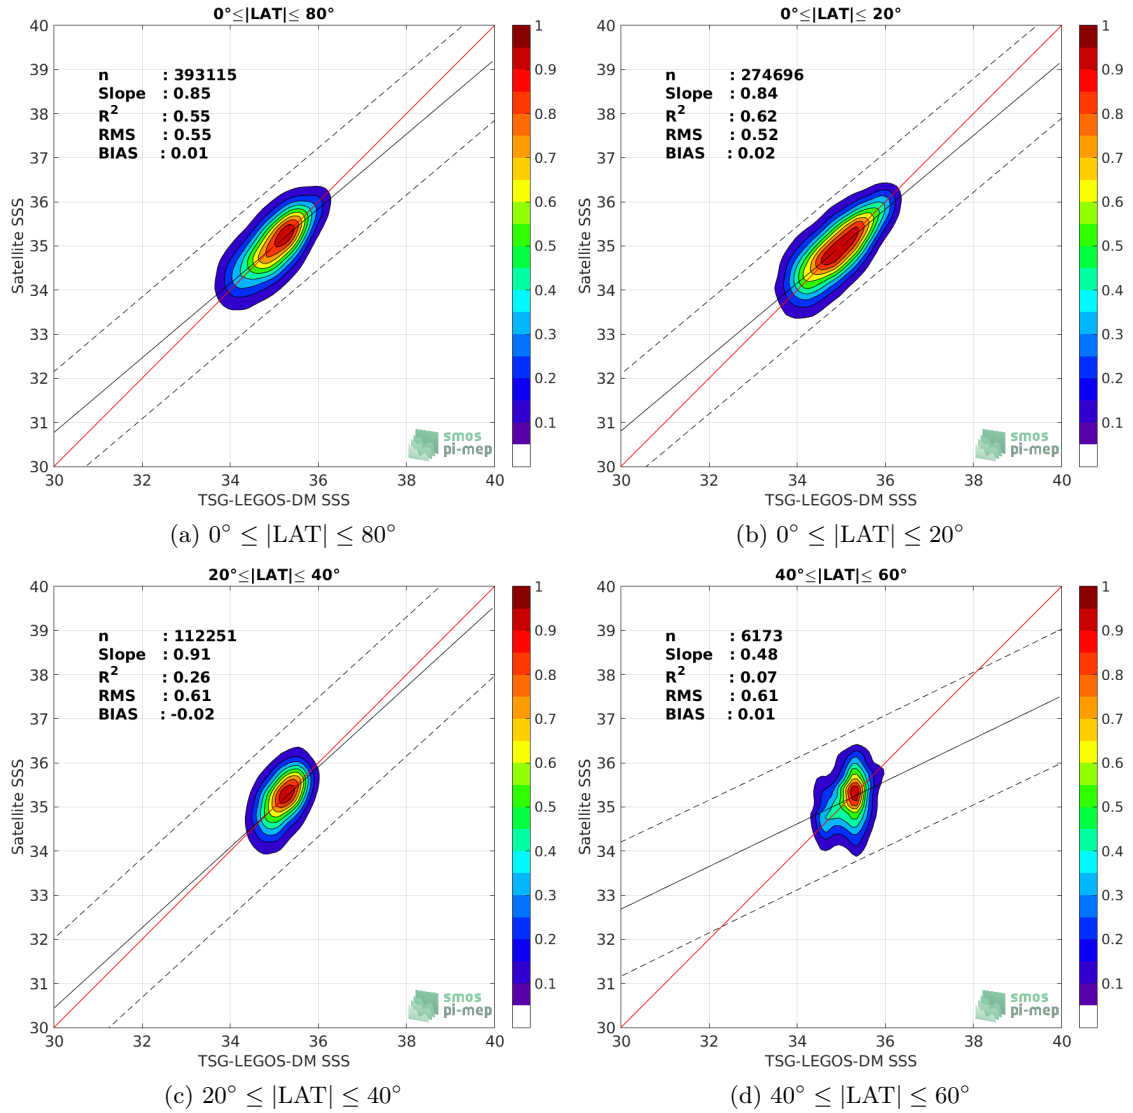 0°≤|LAT|≤ 80°
n : 393115
Slope : 0.85
R² : 0.55
RMS : 0.55
BIAS : 0.01
Satellite SSS
40
39
38
37
36
35
34
33
32
31
30
30 32 34 36 38 40
TSG-LEGOS-DM SSS
1
0.9
0.8
0.7
0.6
0.5
0.4
0.3
0.2
0.1
smos
pi-mep
(a) 0° ≤ |LAT| ≤ 80°
0°≤|LAT|≤ 20°
n : 274696
Slope : 0.84
R² : 0.62
RMS : 0.52
BIAS : 0.02
Satellite SSS
40
39
38
37
36
35
34
33
32
31
30
30 32 34 36 38 40
TSG-LEGOS-DM SSS
1
0.9
0.8
0.7
0.6
0.5
0.4
0.3
0.2
0.1
smos
pi-mep
(b) 0° ≤ |LAT| ≤ 20°
20°≤|LAT|≤ 40°
n : 112251
Slope : 0.91
R² : 0.26
RMS : 0.61
BIAS : -0.02
Satellite SSS
40
39
38
37
36
35
34
33
32
31
30
30 32 34 36 38 40
TSG-LEGOS-DM SSS
1
0.9
0.8
0.7
0.6
0.5
0.4
0.3
0.2
0.1
smos
pi-mep
(c) 20° ≤ |LAT| ≤ 40°
40°≤|LAT|≤ 60°
n : 6173
Slope : 0.48
R² : 0.07
RMS : 0.61
BIAS : 0.01
Satellite SSS
40
39
38
37
36
35
34
33
32
31
30
30 32 34 36 38 40
TSG-LEGOS-DM SSS
1
0.9
0.8
0.7
0.6
0.5
0.4
0.3
0.2
0.1
smos
pi-mep
(d) 40° ≤ |LAT| ≤ 60°